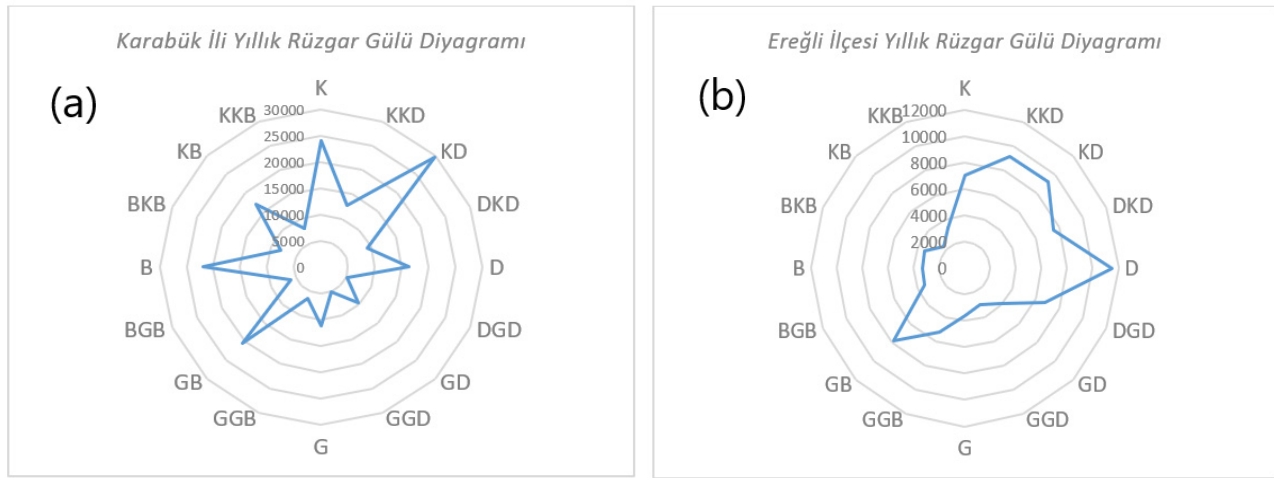 Karabük İli Yıllık Rüzgar Gülü Diyagramı
(a)
K
KKD
KD
DKD
D
DGD
GD
GGD
G
GGB
GB
BGB
B
BKB
KB
KKB
30000
25000
20000
15000
10000
5000
0
Ereğli İlçesi Yıllık Rüzgar Gülü Diyagramı
(b)
K
KKD
KD
DKD
D
DGD
GD
GGD
G
GGB
GB
BGB
B
BKB
KB
KKB
12000
10000
8000
6000
4000
2000
0